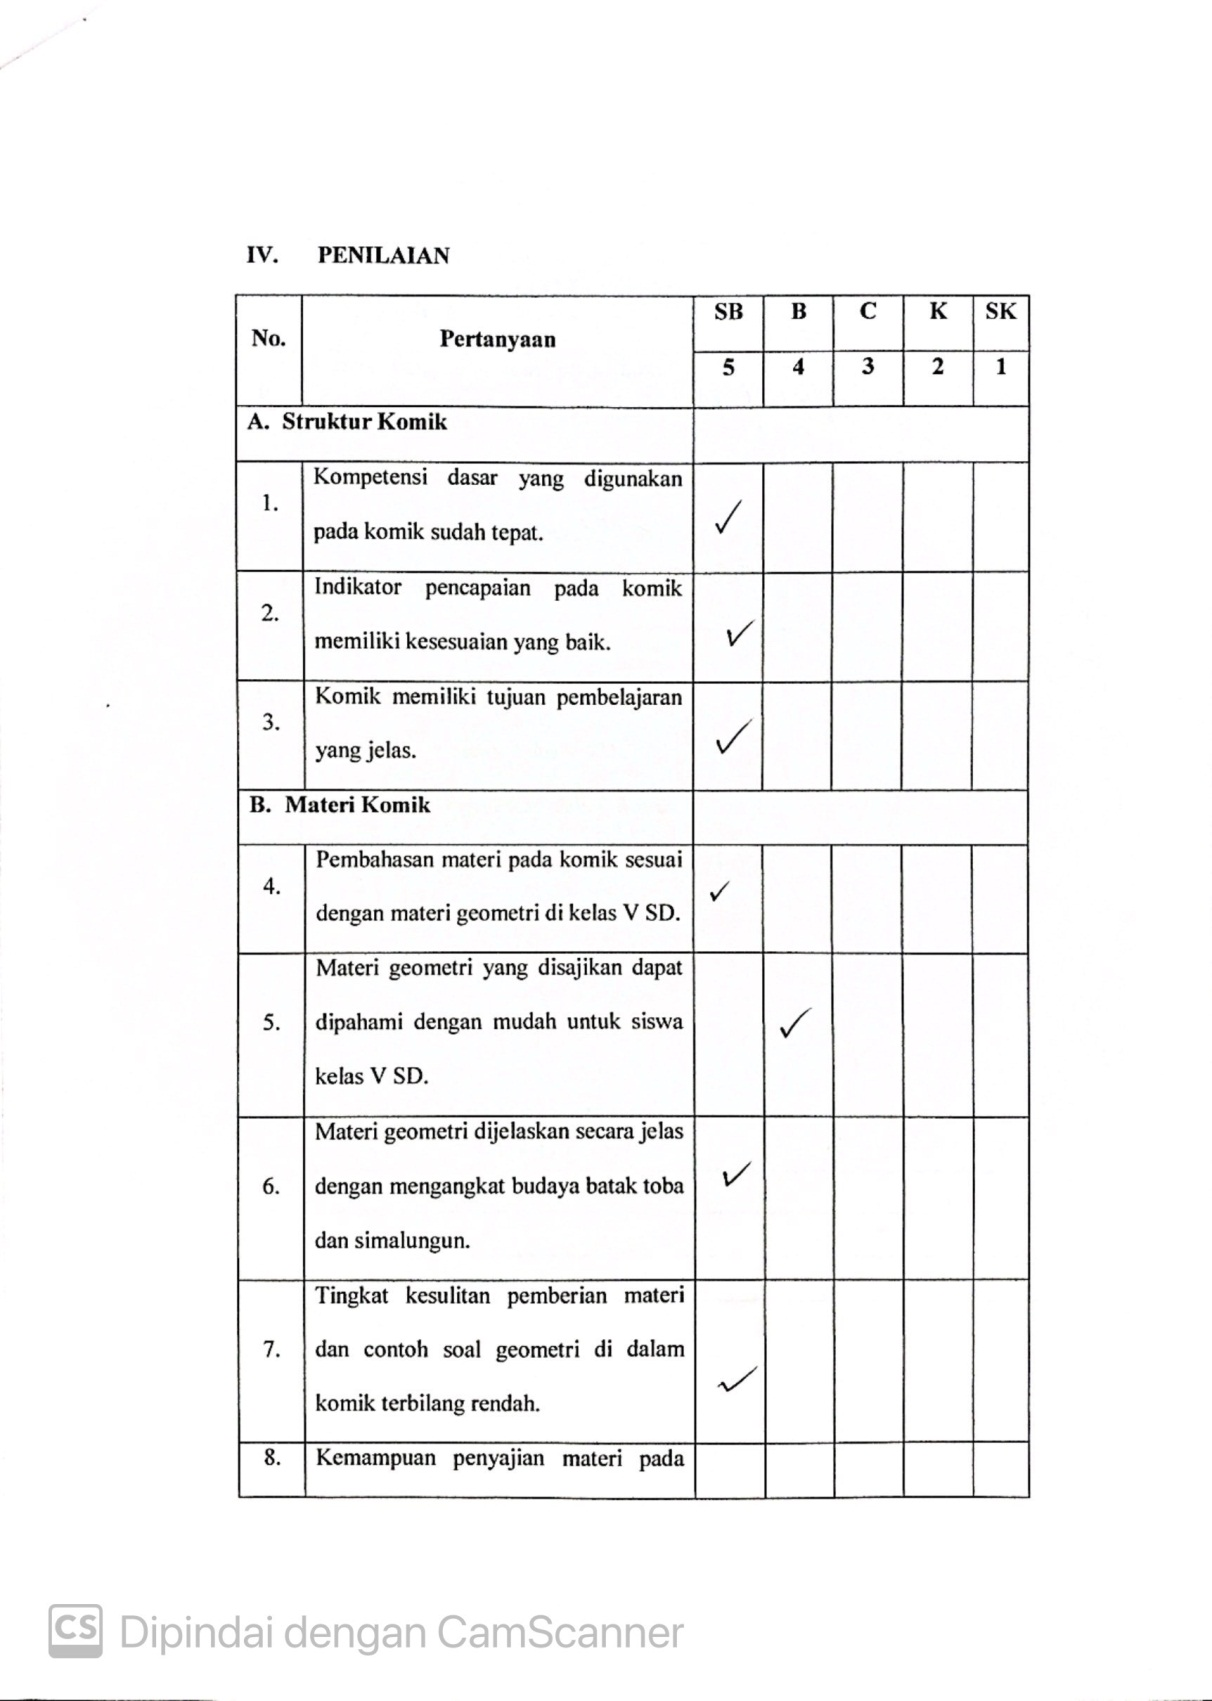 IV. PENILAIAN
No. Pertanyaan SB B C K SK
5 4 3 2 1
A. Struktur Komik
1. Kompetensi dasar yang digunakan
pada komik sudah tepat. ✓
2. Indikator pencapaian pada komik
memiliki kesesuaian yang baik. ✓
3. Komik memiliki tujuan pembelajaran
yang jelas. ✓
B. Materi Komik
4. Pembahasan materi pada komik sesuai
dengan materi geometri di kelas V SD. ✓
Materi geometri yang disajikan dapat
5. dipahami dengan mudah untuk siswa ✓
kelas V SD.
Materi geometri dijelaskan secara jelas
6. dengan mengangkat budaya batak toba ✓
dan simalungun.
Tingkat kesulitan pemberian materi
7. dan contoh soal geometri di dalam ✓
komik terbilang rendah.
8. Kemampuan penyajian materi pada
CS Dipindai dengan CamScanner